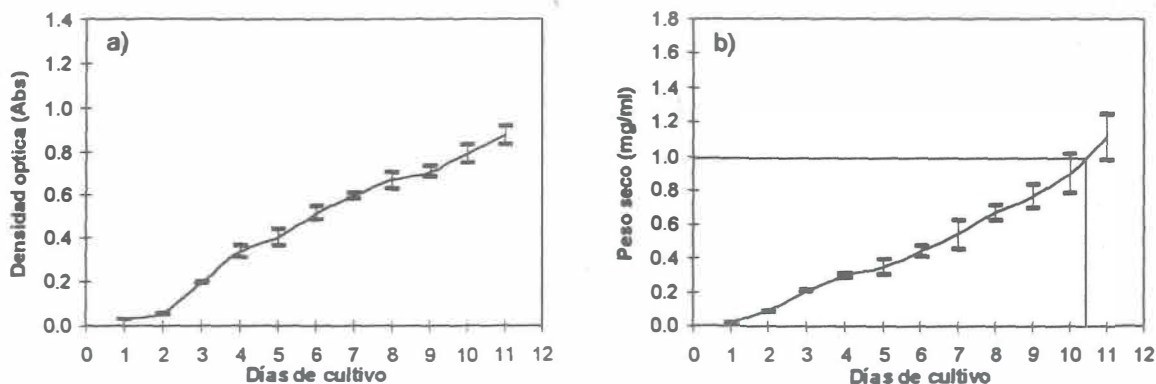 a)
Densidad optica (Abs)
1.4
1.2
1.0
0.8
0.6
0.4
0.2
0.0
0 1 2 3 4 5 6 7 8 9 10 11 12
Días de cultivo
b)
Peso seco (mg/ml)
1.8
1.6
1.4
1.2
1.0
0.8
0.6
0.4
0.2
0.0
0 1 2 3 4 5 6 7 8 9 10 11 12
Días de cultivo